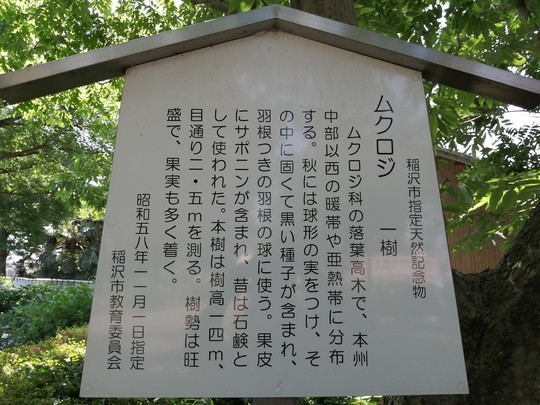 稲沢市指定天然記念物
ムクロジ 一樹
ムクロジ科の落葉高木で、本州
中部以西の暖帯や亜熱帯に分布
する。秋には球形の実をつけ、そ
の中に固くて黒い種子が含まれ、
羽根つきの羽根の球に使う。果皮
にサポニンが含まれ、昔は石鹸と
して使われた。本樹は樹高一四m、
目通り二・五mを測る。樹勢は旺
盛で、果実も多く着く。
昭和五八年一一月一日指定
稲沢市教育委員会